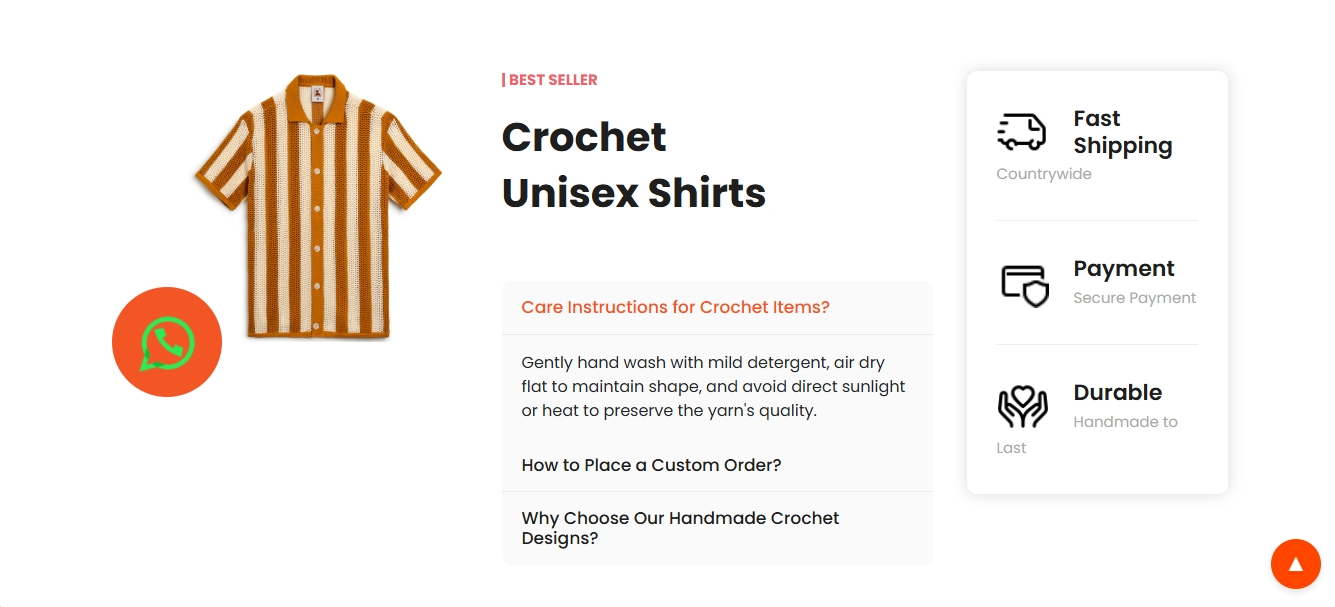 | BEST SELLER
Crochet
Unisex Shirts
Care Instructions for Crochet Items?
Gently hand wash with mild detergent, air dry
flat to maintain shape, and avoid direct sunlight
or heat to preserve the yarn's quality.
How to Place a Custom Order?
Why Choose Our Handmade Crochet
Designs?
Fast
Shipping
Countrywide
Payment
Secure Payment
Durable
Handmade to
Last